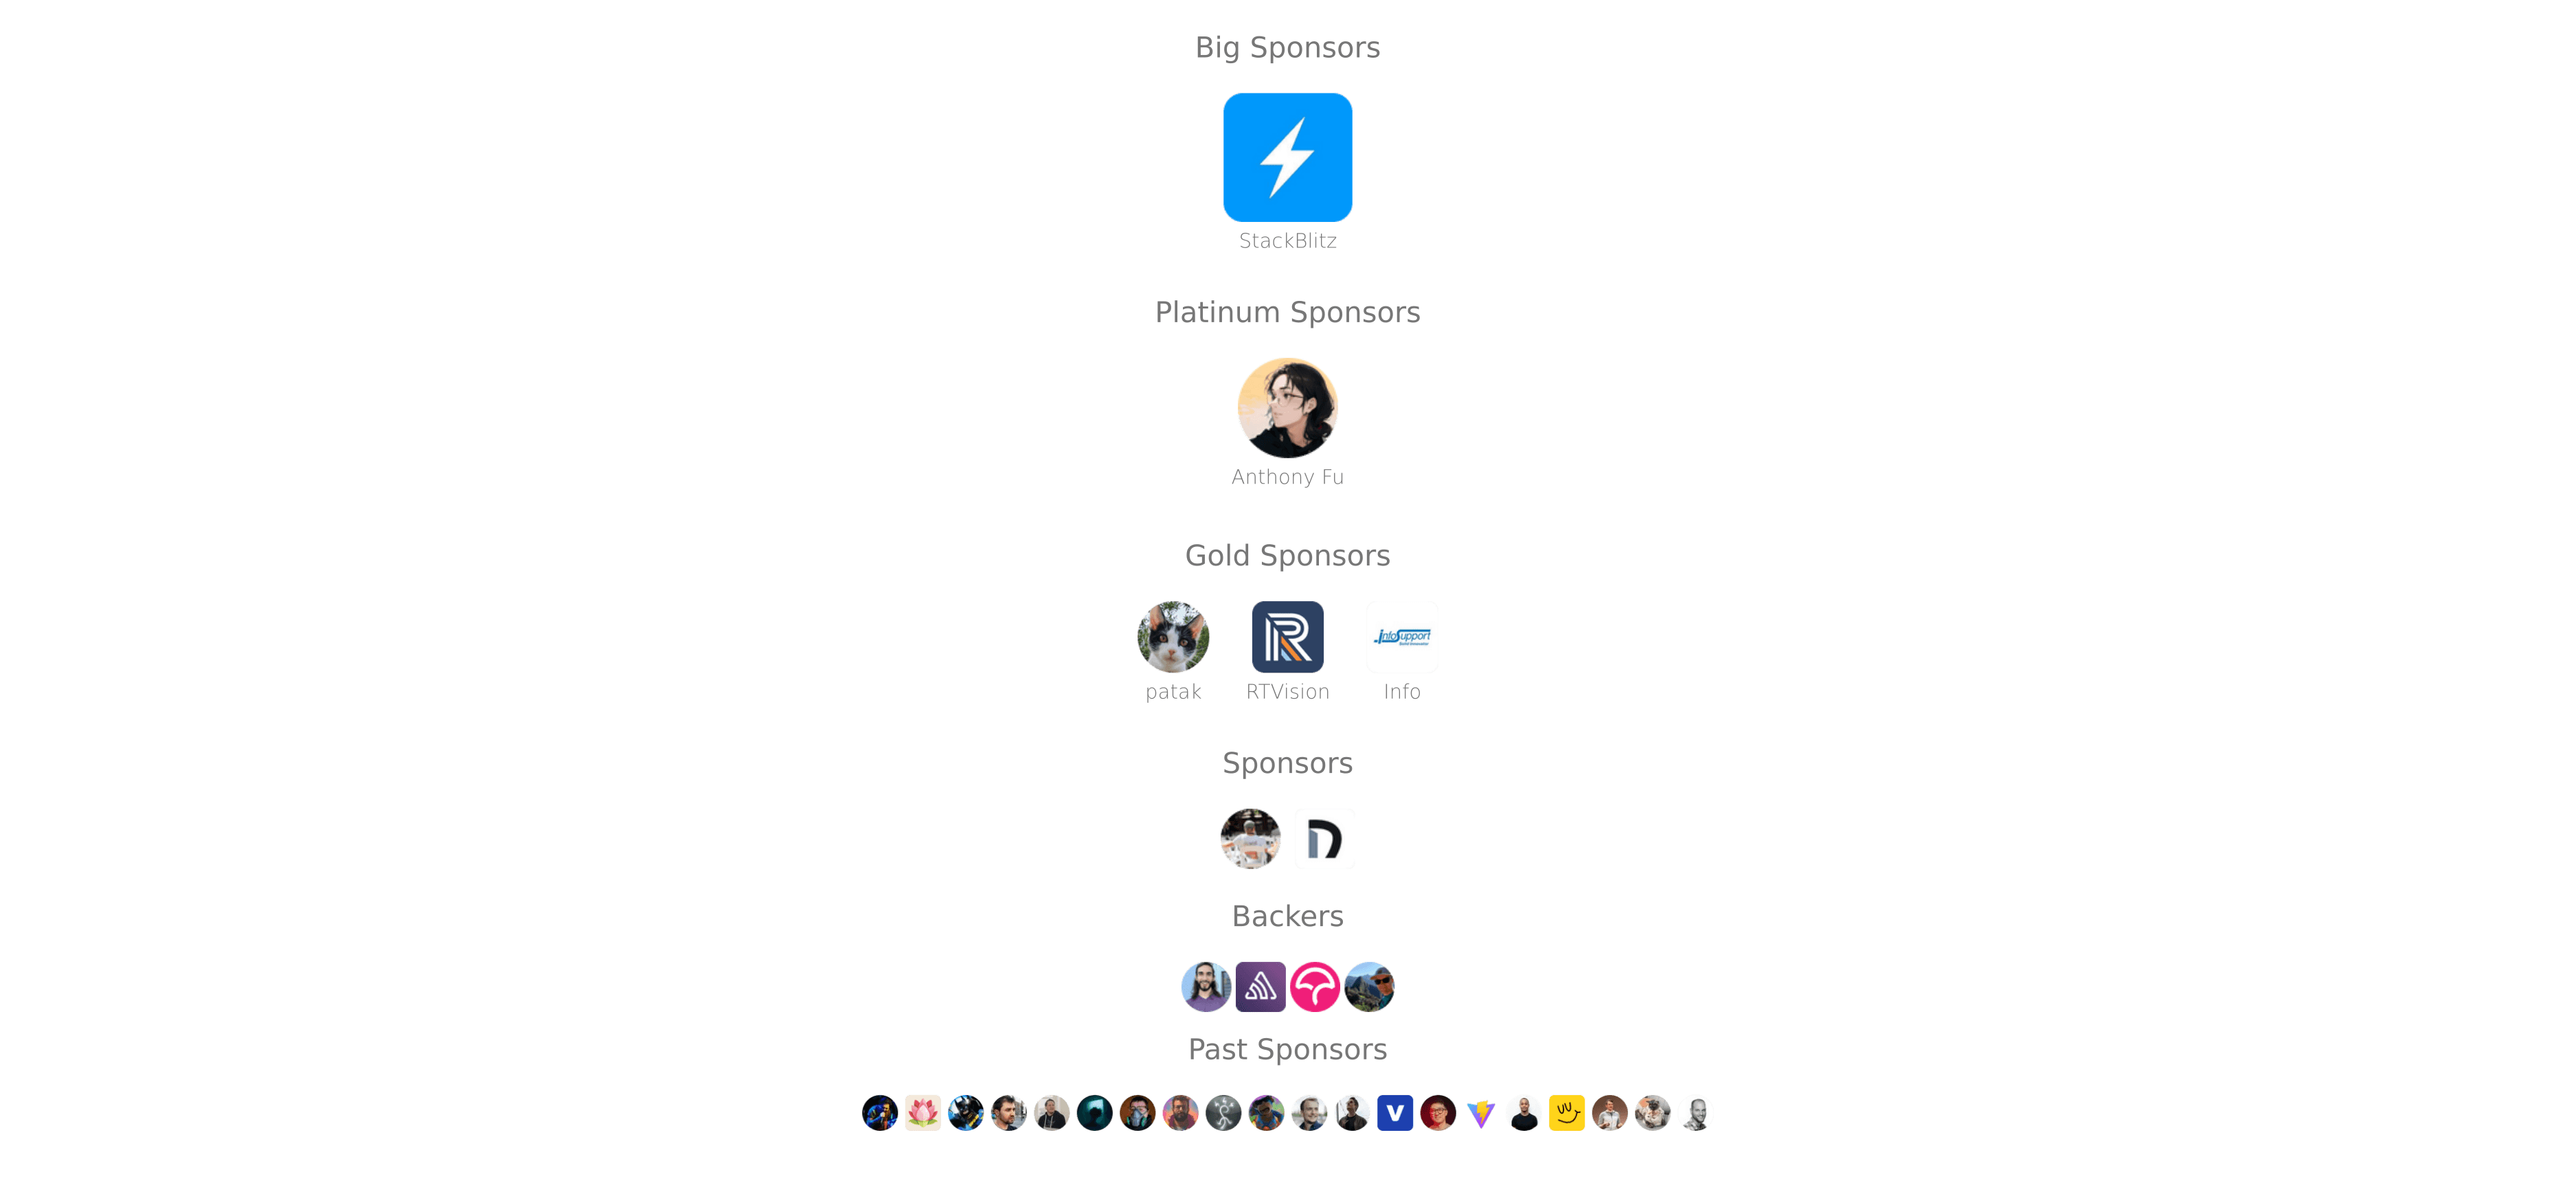 Big Sponsors
StackBlitz
Platinum Sponsors
Anthony Fu
Gold Sponsors
infoSupport
patak
RTVision
Info
Sponsors
Backers
Past Sponsors
V